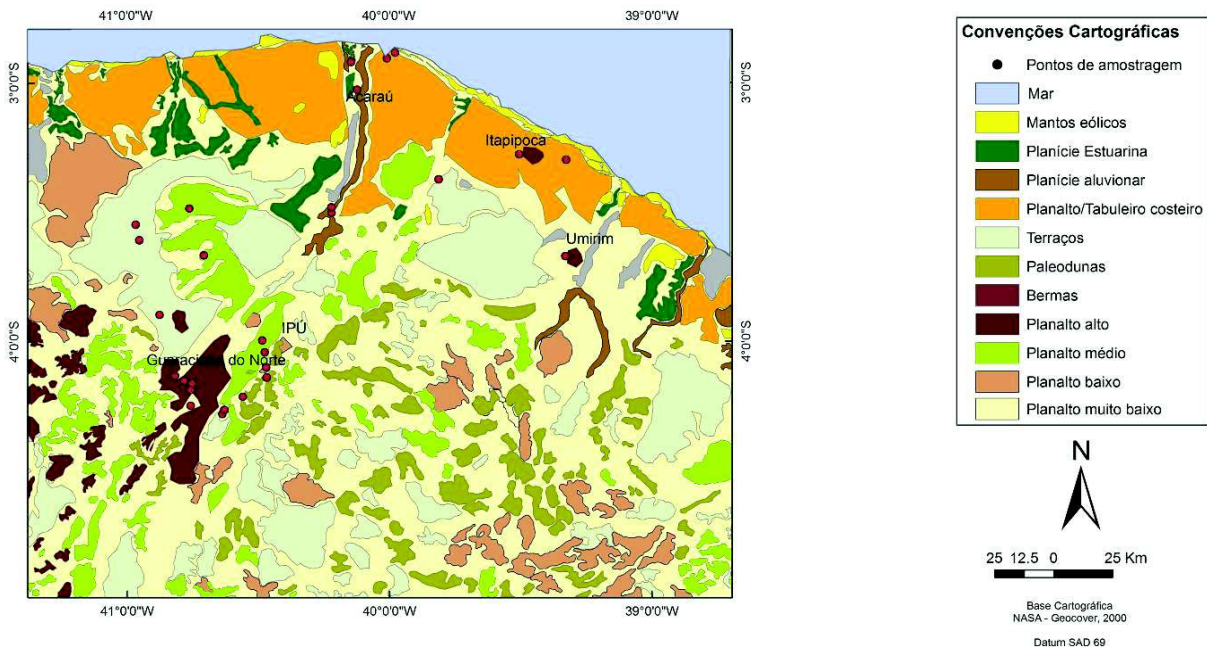 41°0'0"W
40°0'0"W
39°0'0"W
3°0'0"S
3°0'0"S
4°0'0"S
4°0'0"S
Acaraú
Itapipoca
Umirim
IPÚ
Guaraciaba do Norte
41°0'0"W
40°0'0"W
39°0'0"W
Convenções Cartográficas
Pontos de amostragem
Mar
Mantos eólicos
Planície Estuarina
Planície aluvionar
Planalto/Tabuleiro costeiro
Terraços
Paleodunas
Bermas
Planalto alto
Planalto médio
Planalto baixo
Planalto muito baixo
N
25 12.5 0 25 Km
Base Cartográfica
NASA - Geocover, 2000
Datum SAD 69